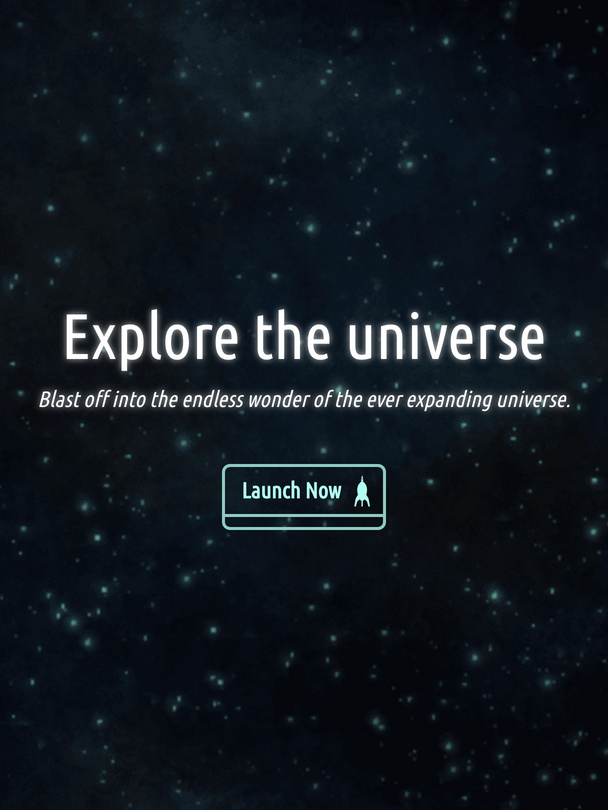 Explore the universe
Blast off into the endless wonder of the ever expanding universe.
Launch Now